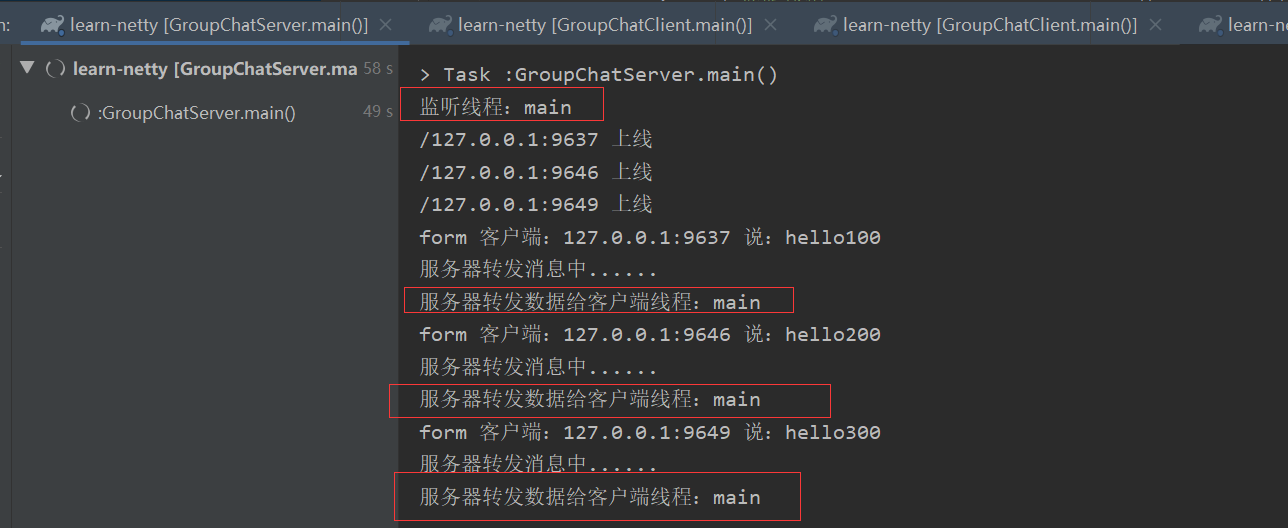 n:
learn-netty [GroupChatServer.main()]
learn-netty [GroupChatClient.main()]
learn-netty [GroupChatClient.main()]
learn-n
learn-netty [GroupChatServer.ma 58 s
:GroupChatServer.main() 49 s
> Task :GroupChatServer.main()
监听线程：main
/127.0.0.1:9637 上线
/127.0.0.1:9646 上线
/127.0.0.1:9649 上线
form 客户端：127.0.0.1:9637 说：hello100
服务器转发消息中......
服务器转发数据给客户端线程：main
form 客户端：127.0.0.1:9646 说：hello200
服务器转发消息中......
服务器转发数据给客户端线程：main
form 客户端：127.0.0.1:9649 说：hello300
服务器转发消息中......
服务器转发数据给客户端线程：main